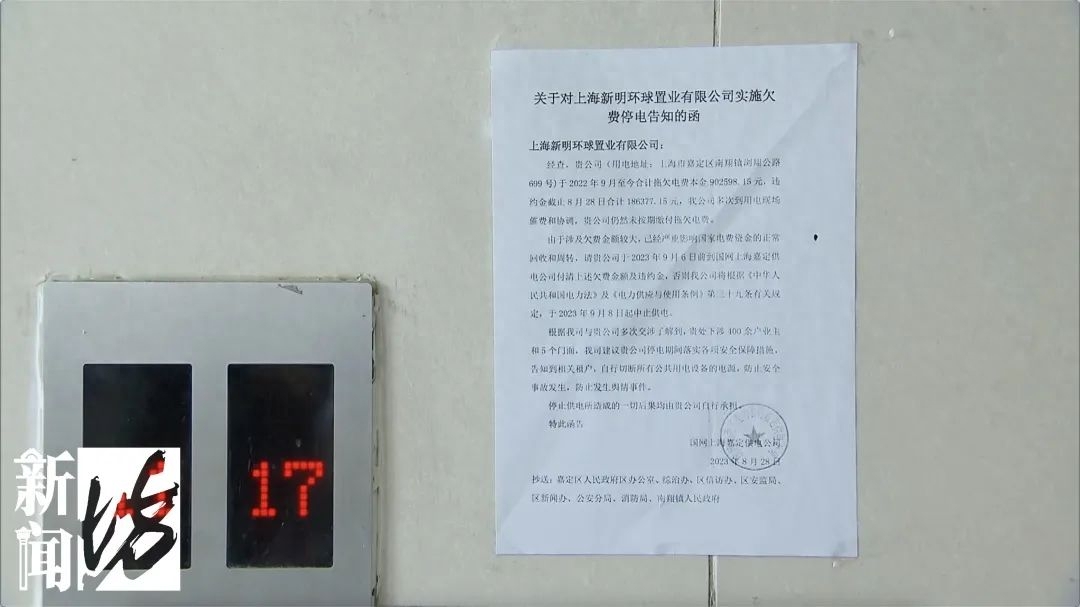 关于对上海新明环球置业有限公司实施欠
费停电告知的函
上海新明环球置业有限公司：
经查，贵公司（用电地址：上海市嘉定区南翔镇浏翔公路
699号)于2022年9月至今合计拖欠电费本金902598.15元，违
约金截止8月28日合计186377.15元，我公司多次到用电现场
催费和协调，贵公司仍然未按期缴付拖欠电费。
由于涉及欠费金额较大，已经严重影响国家电费资金的正常
回收和周转，请贵公司于2023年9月6日前到国网上海嘉定供
电公司付清上述欠费金额及违约金，否则我公司将根据《中华人
民共和国电力法》及《电力供应与使用条例》第三十九条有关规
定，于2023年9月8日起中止供电。
根据我司与贵公司多次交涉了解到，贵处下涉400余户业主
和5个门面，我司建议贵公司停电期间落实各项安全保障措施，
告知到相关租户，自行切断所有公共用电设备的电源，防止安全
事故发生，防止发生舆情事件。
停止供电所造成的一切后果均由贵公司自行承担。
特此函告
国网上海嘉定供电公司
2023年8月28日
抄送：嘉定区人民政府区办公室、综治办、区信访办、区安监局、
区新闻办、公安分局、消防局、南翔镇人民政府
17
新闻坊